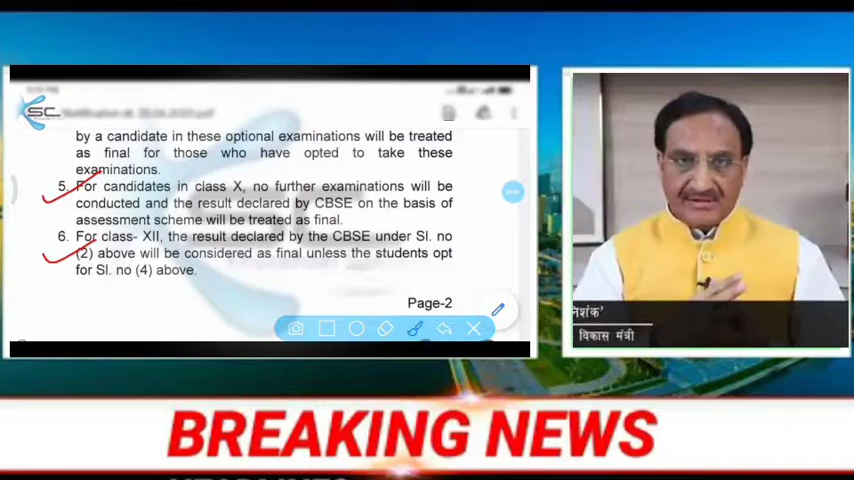 SC
by a candidate in these optional examinations will be treated
as final for those who have opted to take these
examinations.
5. For candidates in class X, no further examinations will be
conducted and the result declared by CBSE on the basis of
assessment scheme will be treated as final.
6. For class- XII, the result declared by the CBSE under Sl. no
(2) above will be considered as final unless the students opt
for Sl. no (4) above.
Page-2
निशंक'
विकास मंत्री
BREAKING NEWS